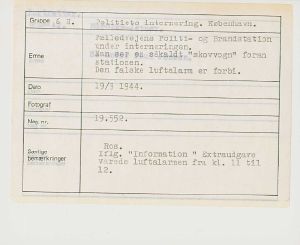 Gruppe 6 B. Politiets internering. København.
Emne
Fælledvejens Politi- og Brandstation
under interneringen.
Man ser en såkaldt "skovvogn" foran
stationen.
Den falske luftalarm er forbi.
Dato 19/9 1944.
Fotograf
Neg. nr. 19.552.
Særlige
bemærkninger
Ros.
Iflg. "Information" Extraudgave
varede luftalarmen fra kl. 11 til
12.